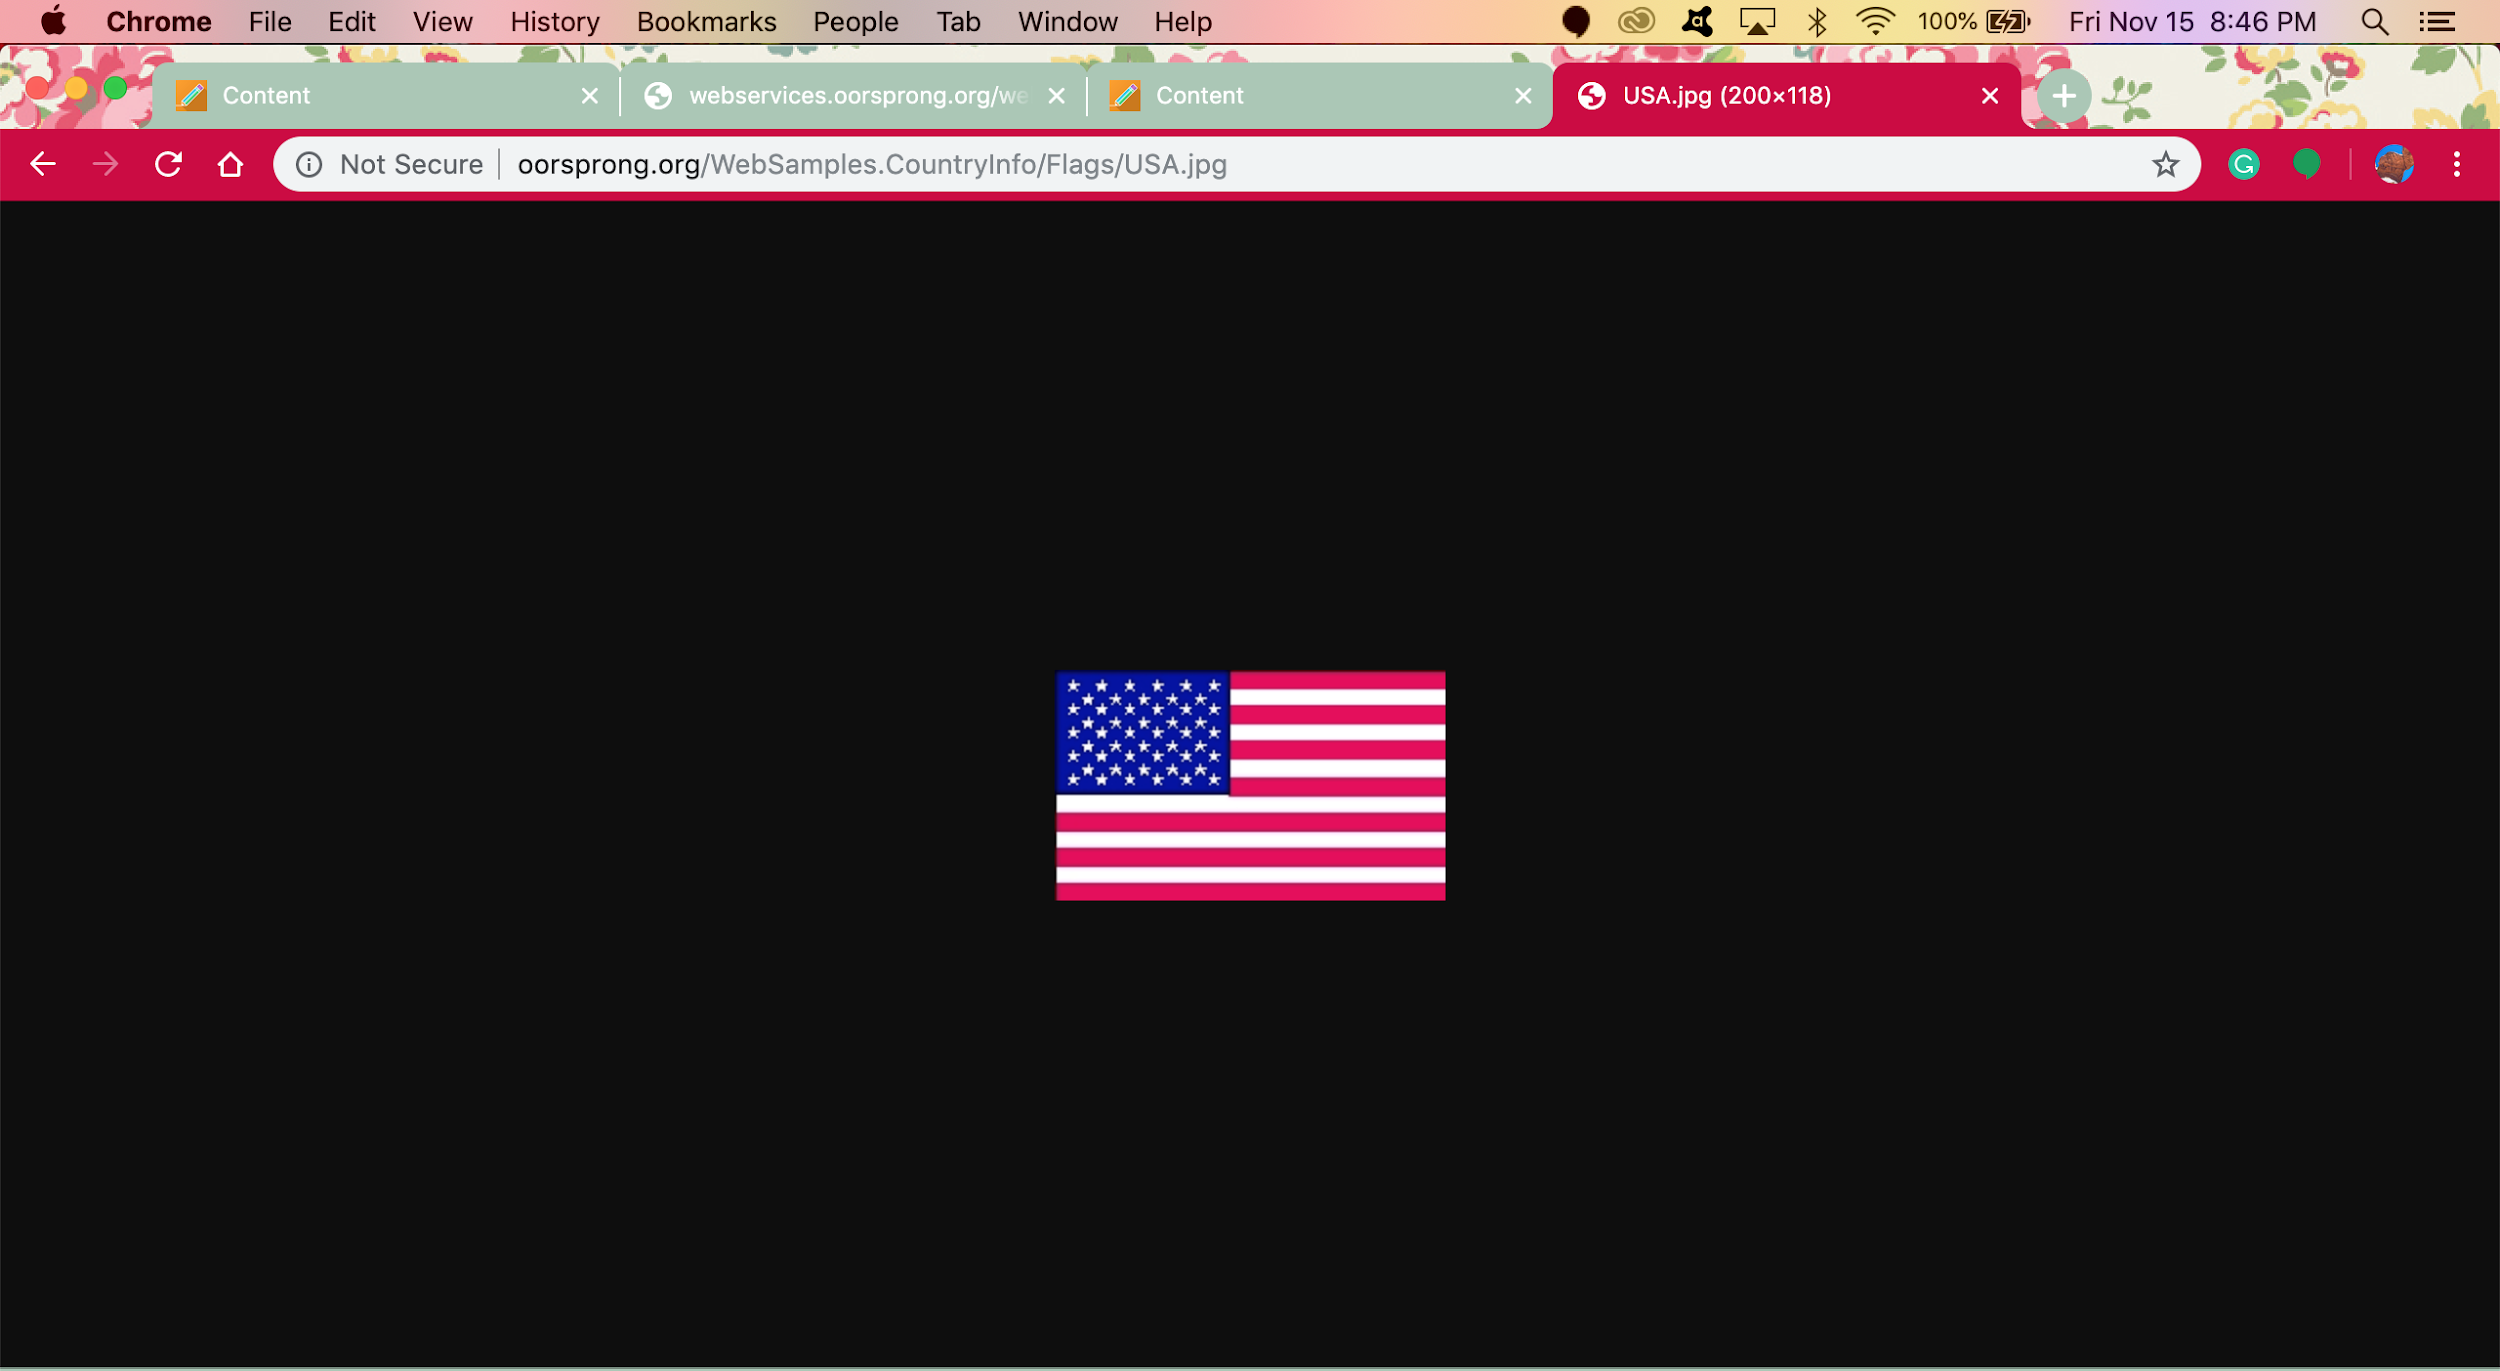 Chrome File Edit View History Bookmarks People Tab Window Help 100% Fri Nov 15 8:46 PM
Content webservices.oorsprong.org/we Content USA.jpg (200×118)
Not Secure oorsprong.org/WebSamples.CountryInfo/Flags/USA.jpg